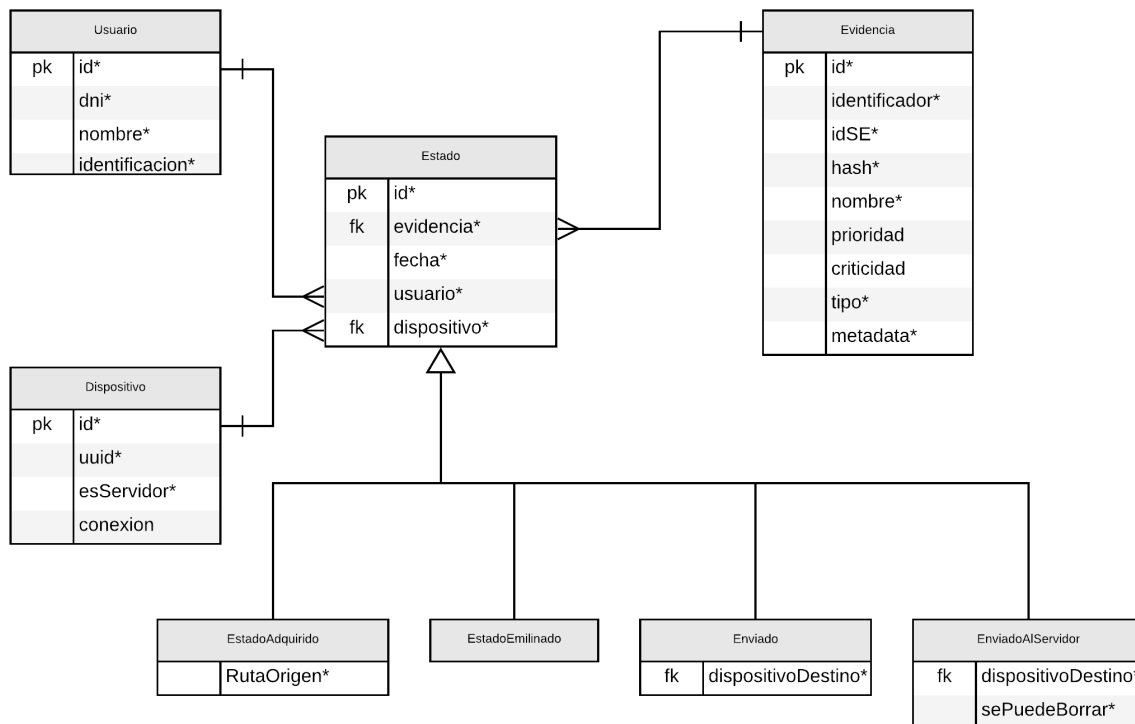 Usuario
pk id*
dni*
nombre*
identificacion*
Evidencia
pk id*
identificador*
idSE*
hash*
nombre*
prioridad
criticidad
tipo*
metadata*
Estado
pk id*
fk evidencia*
fecha*
usuario*
fk dispositivo*
Dispositivo
pk id*
uuid*
esServidor*
conexion
EstadoAdquirido
RutaOrigen*
EstadoEmilinado
Enviado
fk dispositivoDestino*
EnviadoAlServidor
fk dispositivoDestino*
sePuedeBorrar*